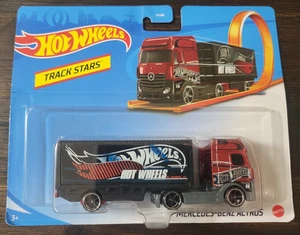 HOT WHEELS
TRACK STARS
Hot Wheels
HOT WHEELS
MERCEDES-BENZ ACTROS
3+